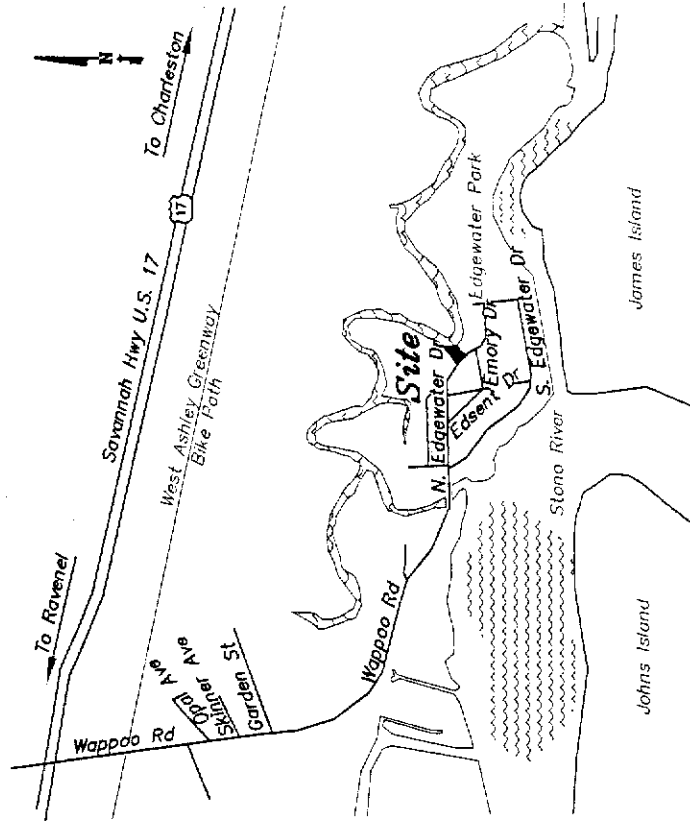 N
To Charleston
17
Savannah Hwy U.S. 17
West Ashley Greenway
Bike Path
To Ravenel
Wappoo Rd
Opal Ave
Skinner Ave
Garden St
Wappoo Rd
Site
N. Edgewater Dr
Edgewater Park
Emory Dr
Edsent Dr
S. Edgewater Dr
Stono River
James Island
Johns Island